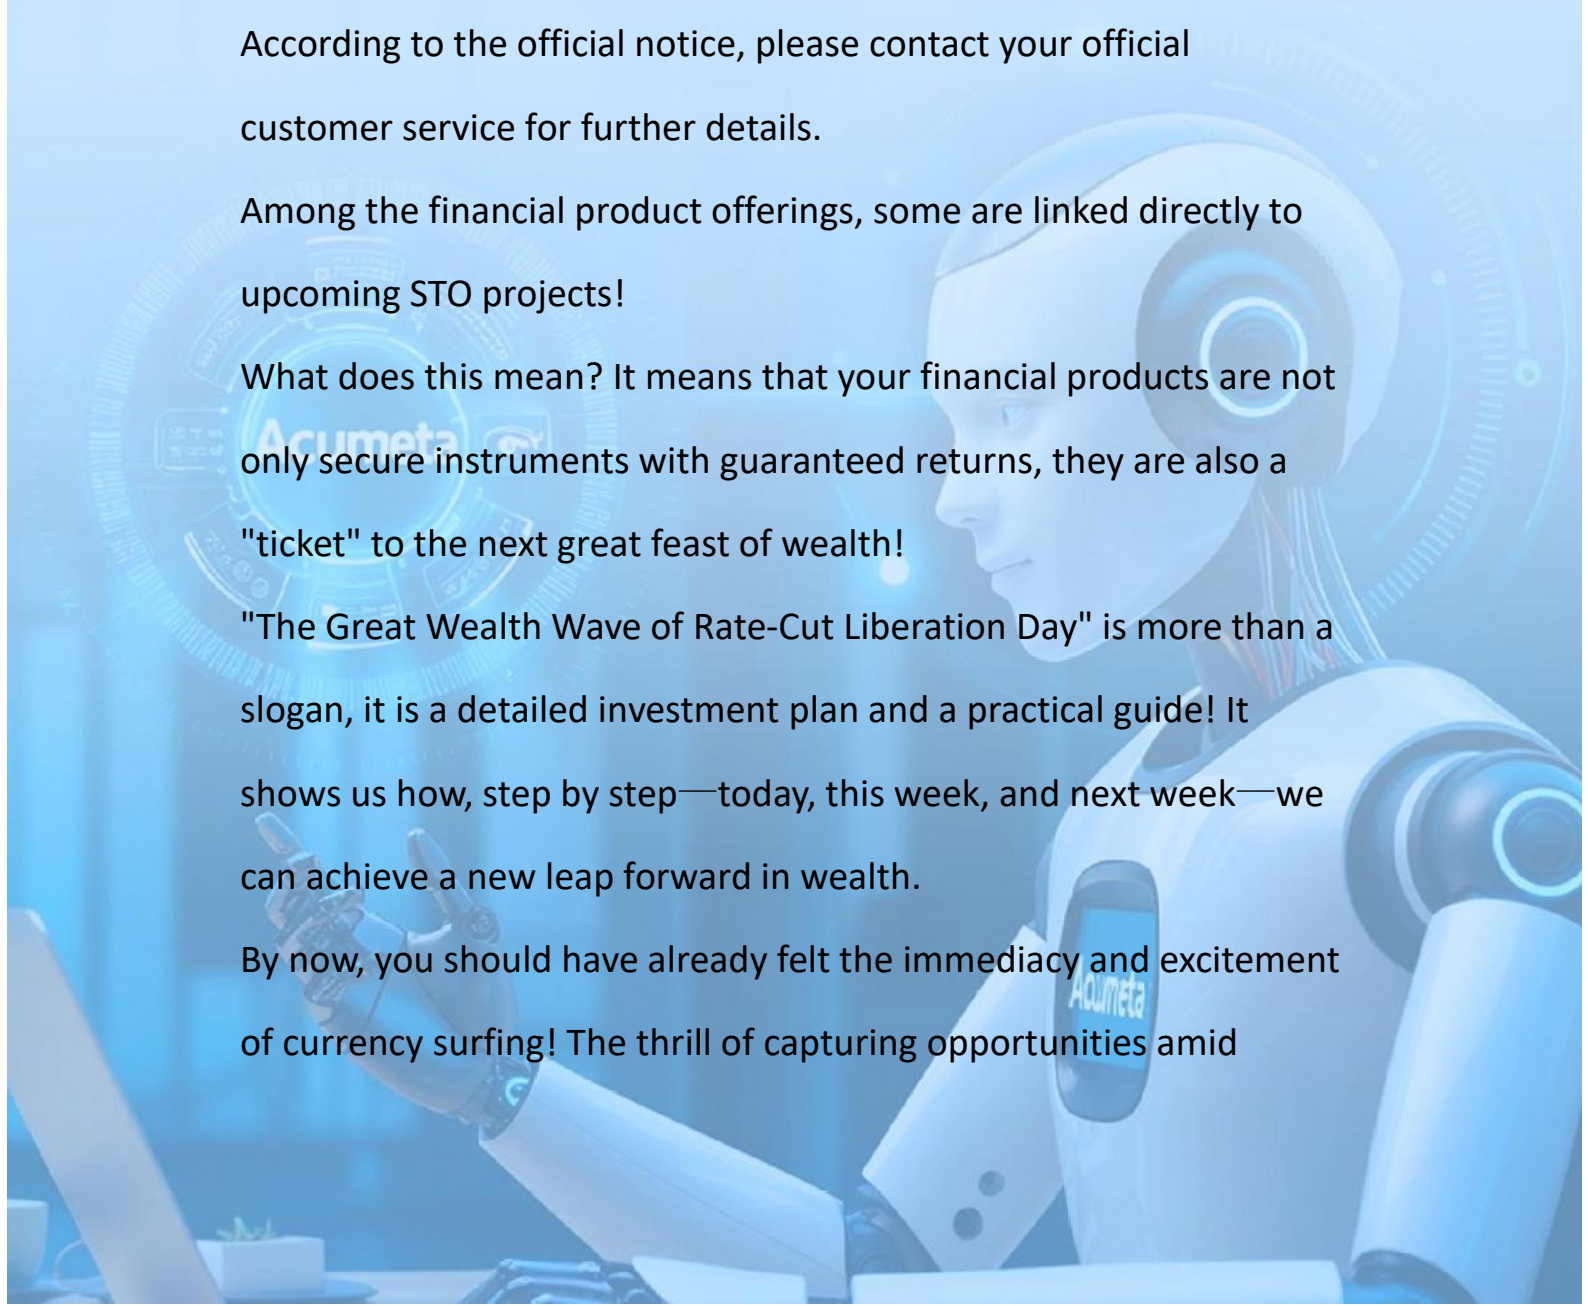 According to the official notice, please contact your official
customer service for further details.
Among the financial product offerings, some are linked directly to
upcoming STO projects!
What does this mean? It means that your financial products are not
Acumeta
only secure instruments with guaranteed returns, they are also a
"ticket" to the next great feast of wealth!
"The Great Wealth Wave of Rate-Cut Liberation Day" is more than a
slogan, it is a detailed investment plan and a practical guide! It
shows us how, step by step—today, this week, and next week—we
can achieve a new leap forward in wealth.
By now, you should have already felt the immediacy and excitement
Acumeta
of currency surfing! The thrill of capturing opportunities amid